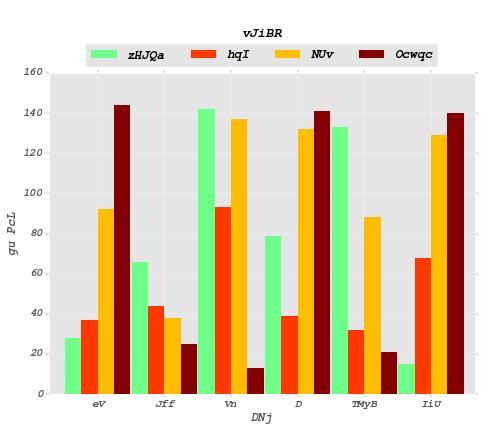 vJiBR
zHJQa hqI NUv Ocwqc
160
140
120
100
80
60
40
20
0
gu PcL
eV Jff Vn D TMyB IiU
DNj